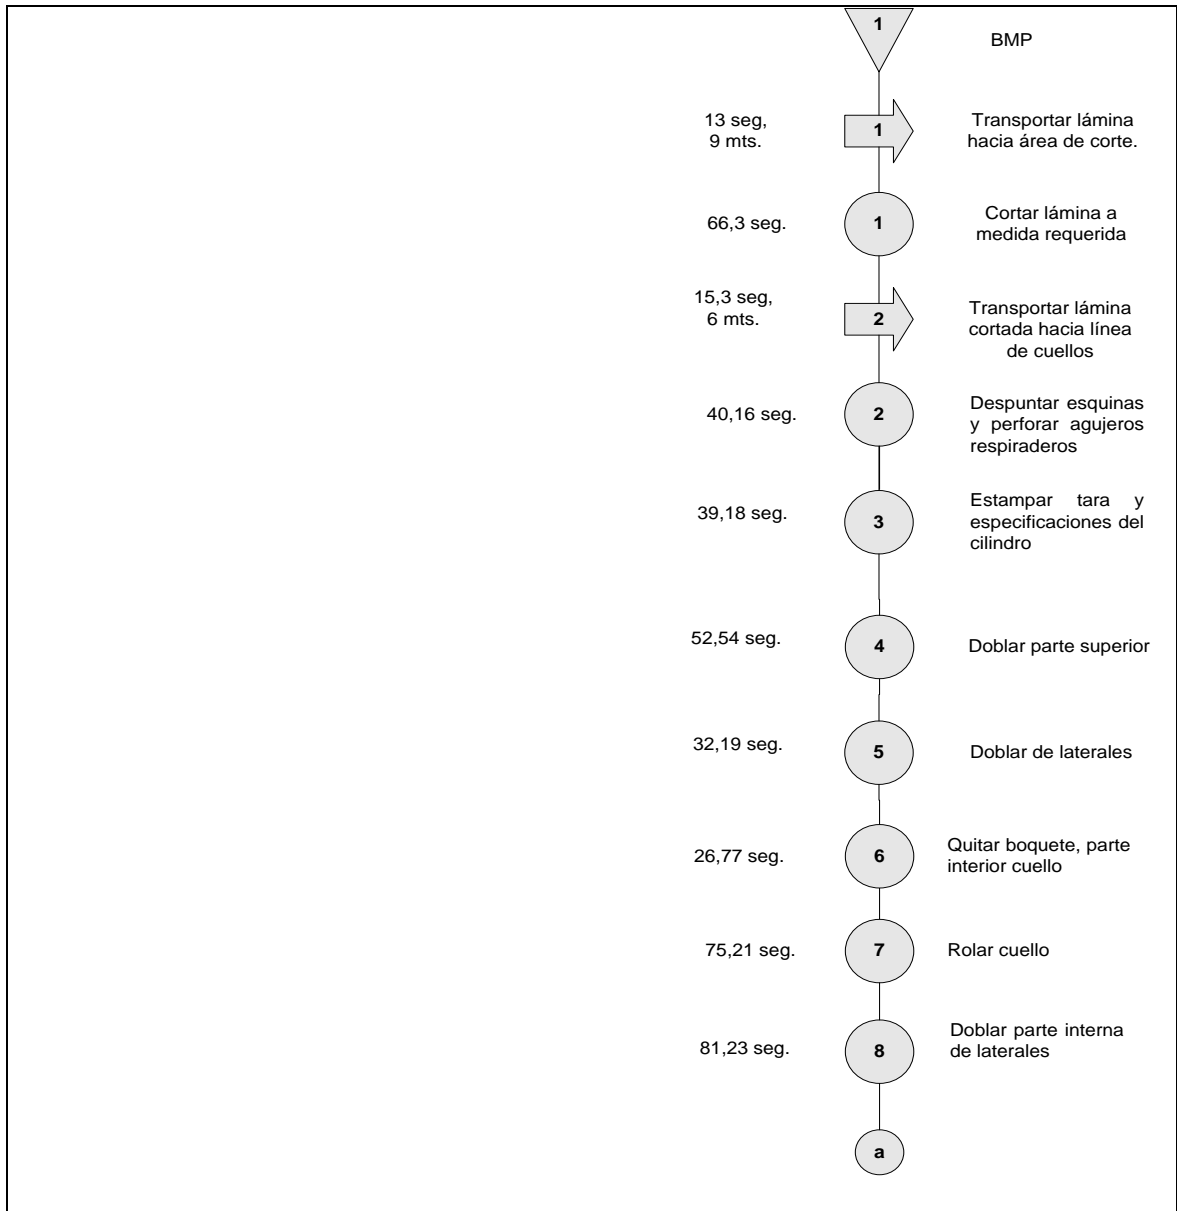 1
BMP
13 seg,
9 mts.
1
Transportar lámina
hacia área de corte.
66,3 seg.
1
Cortar lámina a
medida requerida
15,3 seg,
6 mts.
2
Transportar lámina
cortada hacia línea
de cuellos
40,16 seg.
2
Despuntar esquinas
y perforar agujeros
respiraderos
39,18 seg.
3
Estampar tara y
especificaciones del
cilindro
52,54 seg.
4
Doblar parte superior
32,19 seg.
5
Doblar de laterales
26,77 seg.
6
Quitar boquete, parte
interior cuello
75,21 seg.
7
Rolar cuello
81,23 seg.
8
Doblar parte interna
de laterales
a